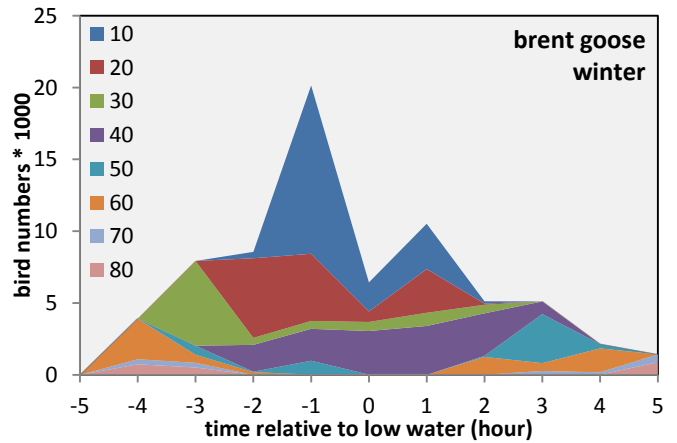 brent goose
winter
bird numbers * 1000
25
20
15
10
5
0
10
20
30
40
50
60
70
80
-5 -4 -3 -2 -1 0 1 2 3 4 5
time relative to low water (hour)